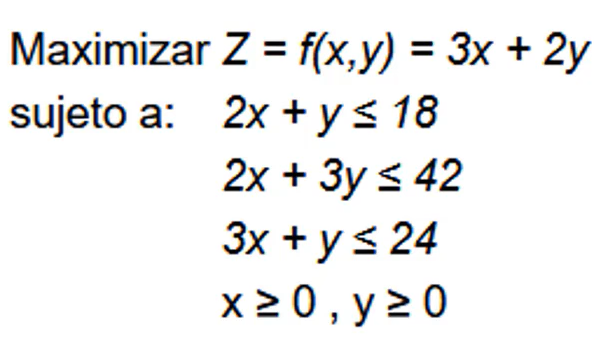 Maximizar Z = f(x,y) = 3x + 2y
sujeto a: 2x + y ≤ 18
2x + 3y ≤ 42
3x + y ≤ 24
x ≥ 0 , y ≥ 0